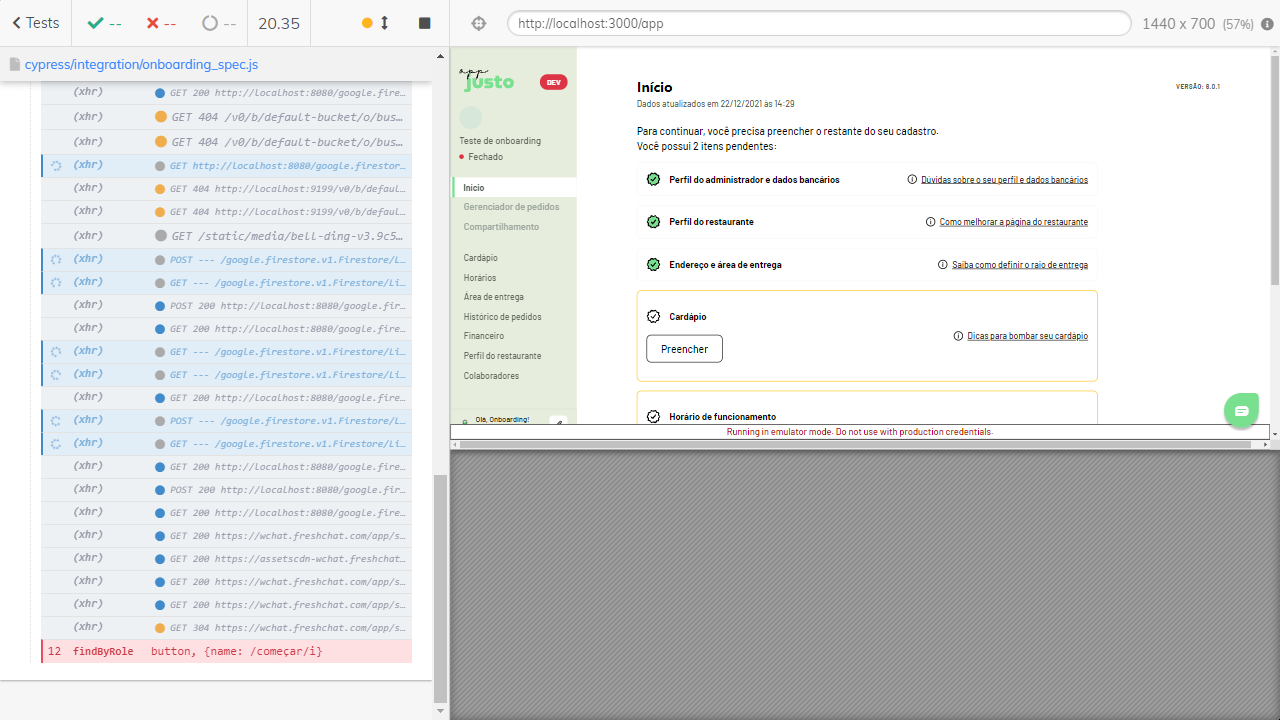 Tests
--
--
--
20.35
http://localhost:3000/app
1440 x 700 (57%)
cypress/integration/onboarding_spec.js
(xhr) GET 200 http://localhost:8080/google.fire…
(xhr) GET 404 /v0/b/default-bucket/o/bus…
(xhr) GET 404 /v0/b/default-bucket/o/bus…
(xhr) GET http://localhost:8080/google.firestor…
(xhr) GET 404 http://localhost:9199/v0/b/defaul…
(xhr) GET 404 http://localhost:9199/v0/b/defaul…
(xhr) GET /static/media/bell-ding-v3.9c5…
(xhr) POST --- /google.firestore.v1.Firestore/L…
(xhr) GET --- /google.firestore.v1.Firestore/Li…
(xhr) POST 200 http://localhost:8080/google.fir…
(xhr) GET 200 http://localhost:8080/google.fire…
(xhr) GET --- /google.firestore.v1.Firestore/Li…
(xhr) GET --- /google.firestore.v1.Firestore/Li…
(xhr) GET 200 http://localhost:8080/google.fire…
(xhr) POST --- /google.firestore.v1.Firestore/L…
(xhr) GET --- /google.firestore.v1.Firestore/Li…
(xhr) GET 200 http://localhost:8080/google.fire…
(xhr) POST 200 http://localhost:8080/google.fir…
(xhr) GET 200 http://localhost:8080/google.fire…
(xhr) GET 200 https://wchat.freshchat.com/app/s…
(xhr) GET 200 https://assetscdn-wchat.freshchat…
(xhr) GET 200 https://wchat.freshchat.com/app/s…
(xhr) GET 200 https://wchat.freshchat.com/app/s…
(xhr) GET 304 https://wchat.freshchat.com/app/s…
12 findByRole button, {name: /começar/i}
app
justo
DEV
Teste de onboarding
Fechado
Início
Gerenciador de pedidos
Compartilhamento
Cardápio
Horários
Área de entrega
Histórico de pedidos
Financeiro
Perfil do restaurante
Colaboradores
Olá, Onboarding!
Início
VERSÃO: 8.0.1
Dados atualizados em 22/12/2021 às 14:29
Para continuar, você precisa preencher o restante do seu cadastro.
Você possui 2 itens pendentes:
Perfil do administrador e dados bancários
Dúvidas sobre o seu perfil e dados bancários
Perfil do restaurante
Como melhorar a página do restaurante
Endereço e área de entrega
Saiba como definir o raio de entrega
Cardápio
Preencher
Dicas para bombar seu cardápio
Horário de funcionamento
Running in emulator mode. Do not use with production credentials.